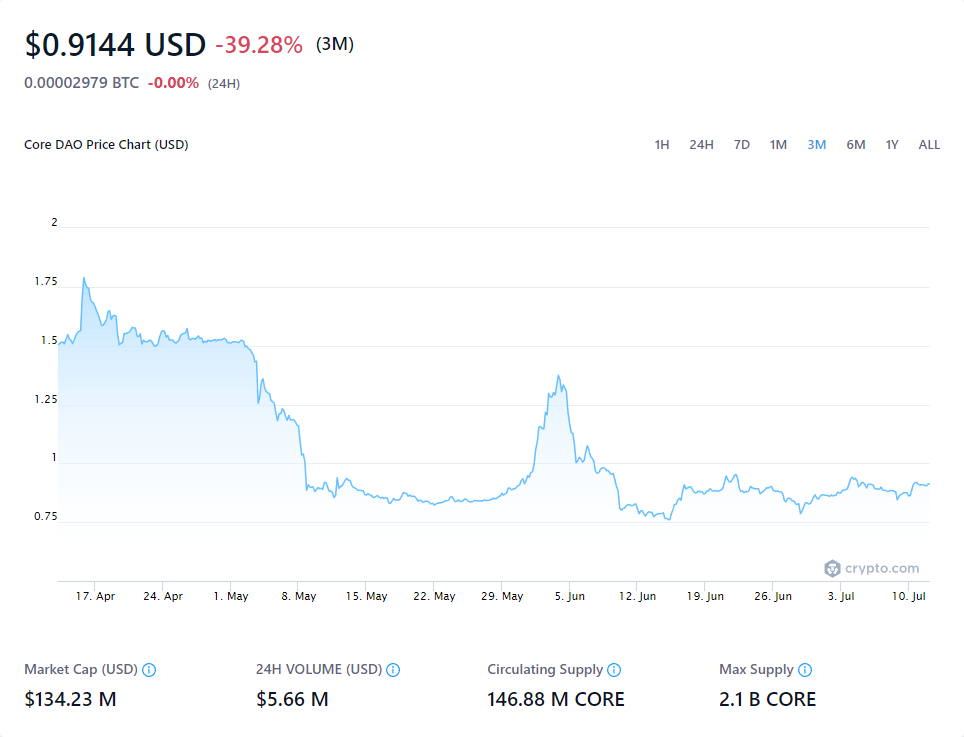 $0.9144 USD -39.28% (3M)
0.00002979 BTC -0.00% (24H)
Core DAO Price Chart (USD) 1H 24H 7D 1M 3M 6M 1Y ALL
2
1.75
1.5
1.25
1
0.75
crypto.com
17. Apr 24. Apr 1. May 8. May 15. May 22. May 29. May 5. Jun 12. Jun 19. Jun 26. Jun 3. Jul 10. Jul
Market Cap (USD) 24H VOLUME (USD) Circulating Supply Max Supply
$134.23 M $5.66 M 146.88 M CORE 2.1 B CORE